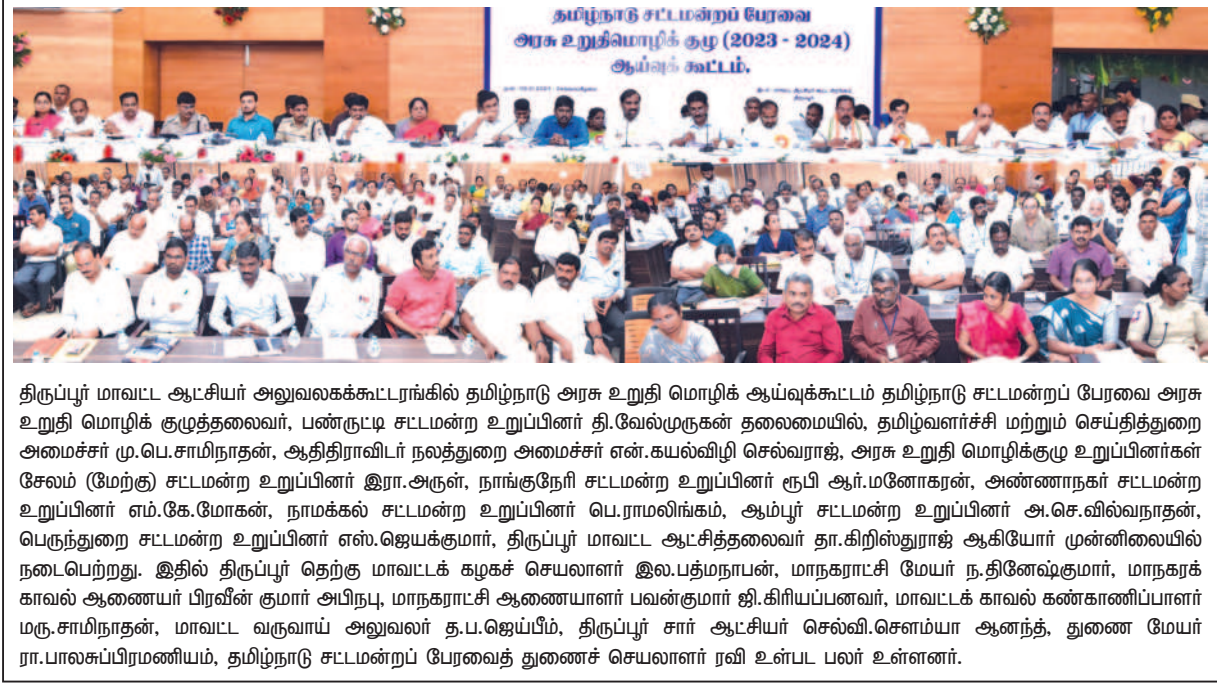 தமிழ்நாடு சட்டமன்றப் பேரவை
அரசு உறுதிமொழிக் குழு (2023 - 2024)
ஆய்வுக் கூட்டம்.
திருப்பூர் மாவட்ட ஆட்சியர் அலுவலகக்கூட்டரங்கில் தமிழ்நாடு அரசு உறுதி மொழிக் ஆய்வுக்கூட்டம் தமிழ்நாடு சட்டமன்றப் பேரவை அரசு
உறுதி மொழிக் குழுத்தலைவர், பண்ருட்டி சட்டமன்ற உறுப்பினர் தி.வேல்முருகன் தலைமையில், தமிழ்வளர்ச்சி மற்றும் செய்தித்துறை
அமைச்சர் மு.பெ.சாமிநாதன், ஆதிதிராவிடர் நலத்துறை அமைச்சர் என்.கயல்விழி செல்வராஜ், அரசு உறுதி மொழிக்குழு உறுப்பினர்கள்
சேலம் (மேற்கு) சட்டமன்ற உறுப்பினர் இரா.அருள், நாங்குநேரி சட்டமன்ற உறுப்பினர் ரூபி ஆர்.மனோகரன், அண்ணாநகர் சட்டமன்ற
உறுப்பினர் எம்.கே.மோகன், நாமக்கல் சட்டமன்ற உறுப்பினர் பெ.ராமலிங்கம், ஆம்பூர் சட்டமன்ற உறுப்பினர் அ.செ.வில்வநாதன்,
பெருந்துறை சட்டமன்ற உறுப்பினர் எஸ்.ஜெயக்குமார், திருப்பூர் மாவட்ட ஆட்சித்தலைவர் தா.கிறிஸ்துராஜ் ஆகியோர் முன்னிலையில்
நடைபெற்றது. இதில் திருப்பூர் தெற்கு மாவட்டக் கழகச் செயலாளர் இல.பத்மநாபன், மாநகராட்சி மேயர் ந.தினேஷ்குமார், மாநகரக்
காவல் ஆணையர் பிரவீன் குமார் அபிநபு, மாநகராட்சி ஆணையாளர் பவன்குமார் ஜி.கிரியப்பனவர், மாவட்டக் காவல் கண்காணிப்பாளர்
மரு.சாமிநாதன், மாவட்ட வருவாய் அலுவலர் த.ப.ஜெய்பீம், திருப்பூர் சார் ஆட்சியர் செல்வி.சௌம்யா ஆனந்த், துணை மேயர்
ரா.பாலசுப்பிரமணியம், தமிழ்நாடு சட்டமன்றப் பேரவைத் துணைச் செயலாளர் ரவி உள்பட பலர் உள்ளனர்.